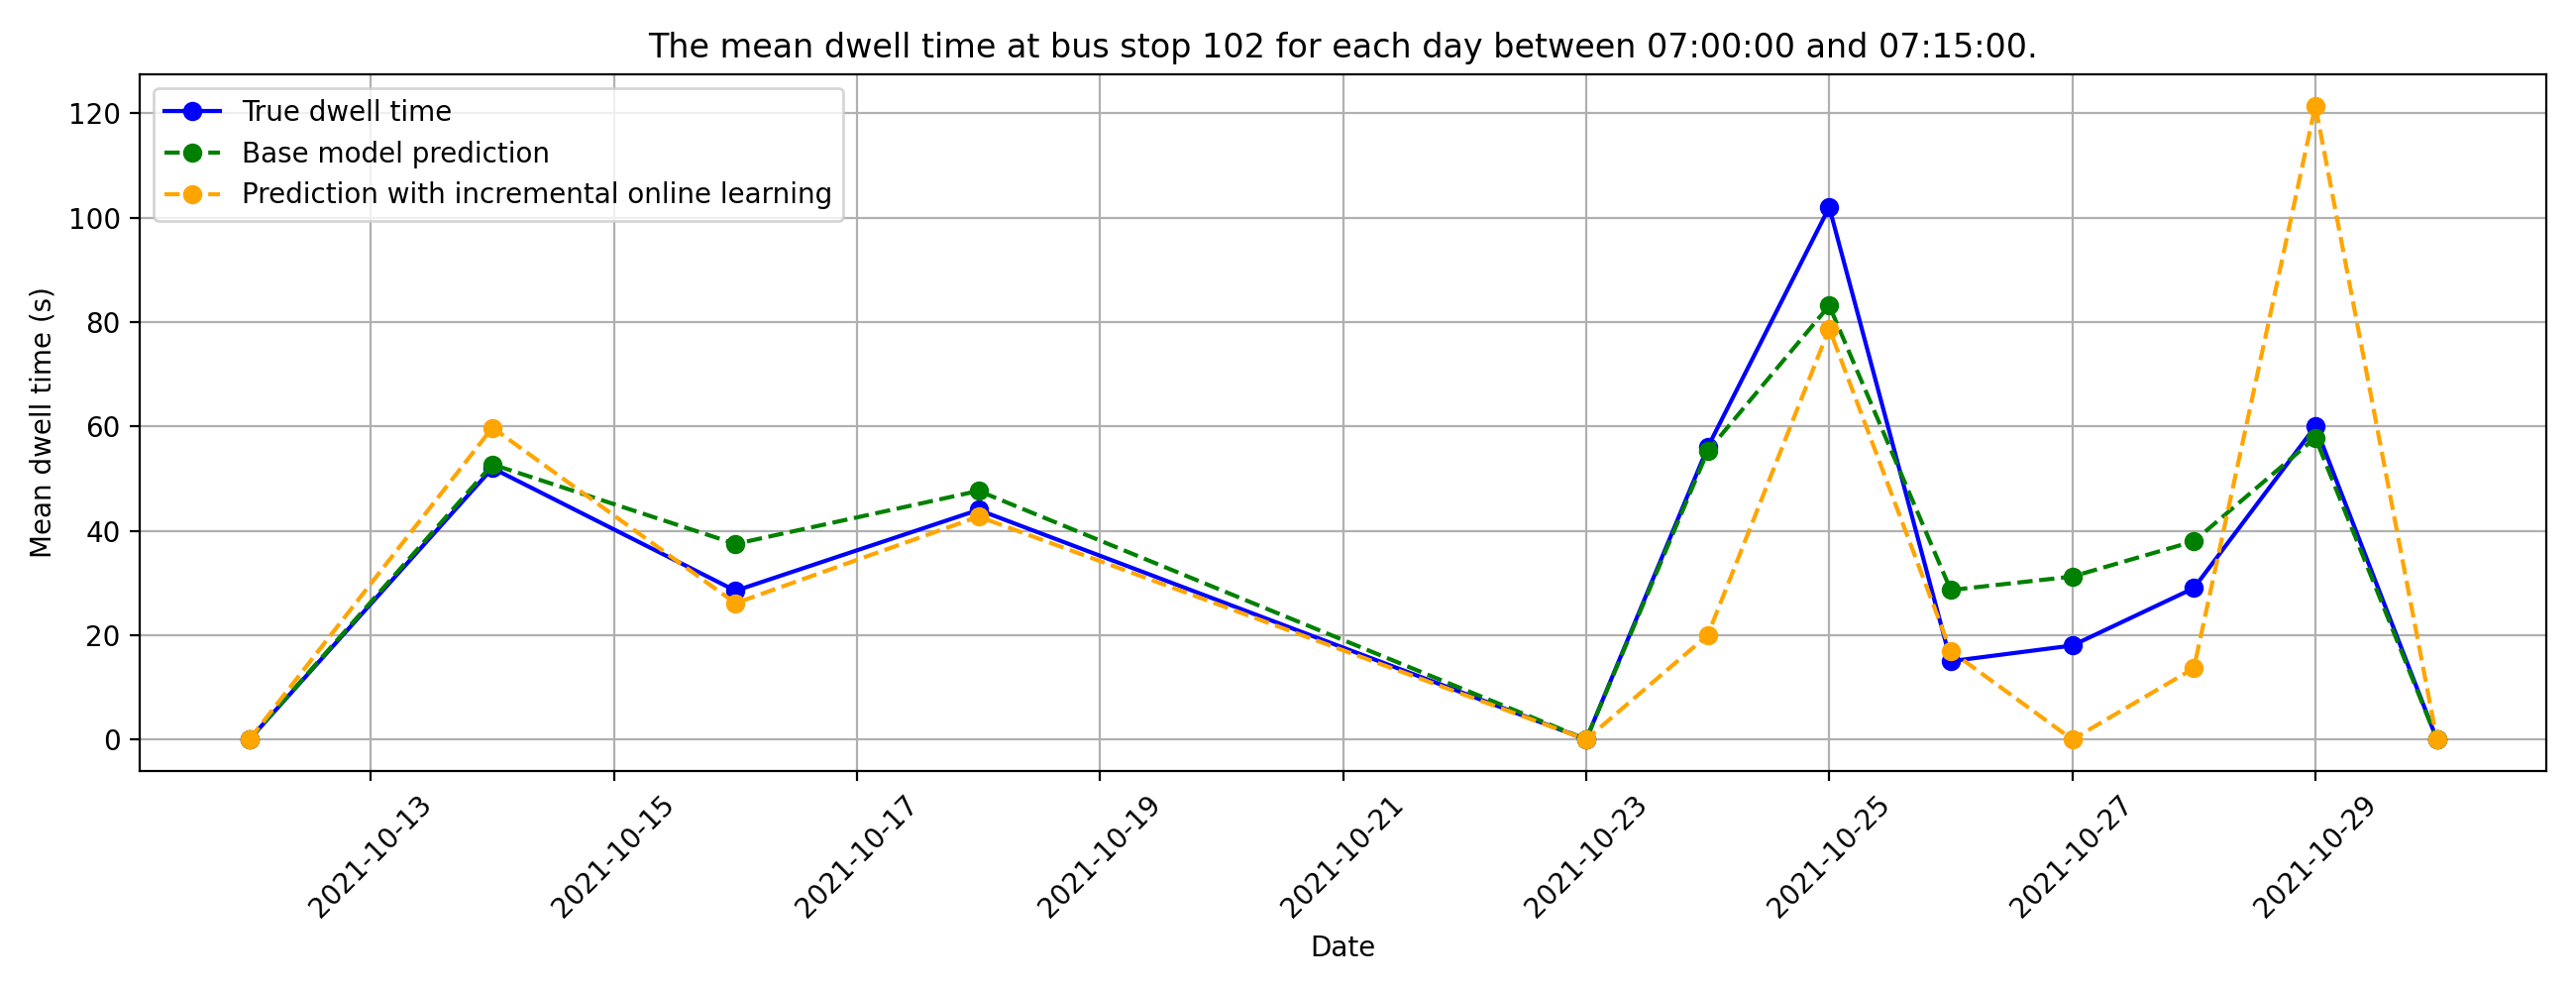 The mean dwell time at bus stop 102 for each day between 07:00:00 and 07:15:00.
True dwell time
Base model prediction
Prediction with incremental online learning
Mean dwell time (s)
120
100
80
60
40
20
0
2021-10-13
2021-10-15
2021-10-17
2021-10-19
2021-10-21
2021-10-23
2021-10-25
2021-10-27
2021-10-29
Date